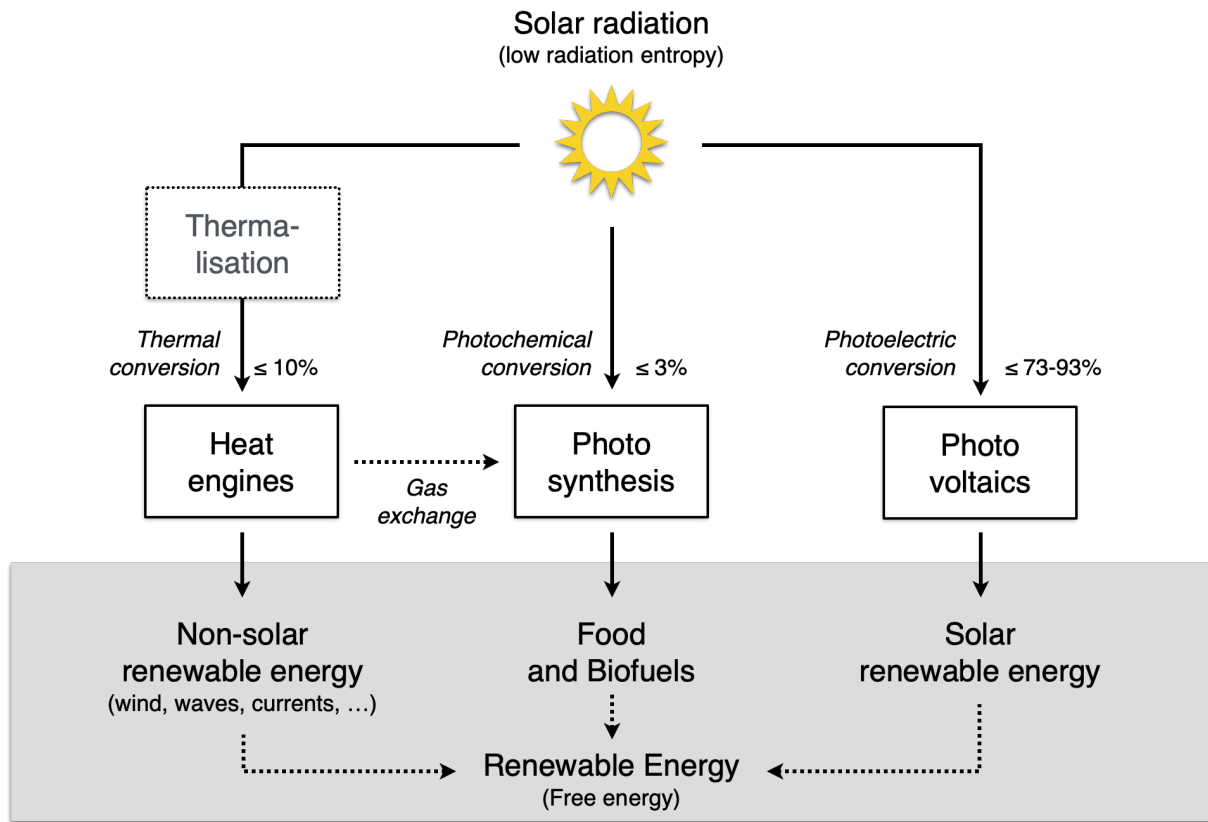 Solar radiation
(low radiation entropy)
Therma-
lisation
Thermal
conversion
≤ 10%
Photochemical
conversion
≤ 3%
Photoelectric
conversion
≤ 73-93%
Heat
engines
Gas
exchange
Photo
synthesis
Photo
voltaics
Non-solar
renewable energy
(wind, waves, currents, …)
Food
and Biofuels
Solar
renewable energy
Renewable Energy
(Free energy)